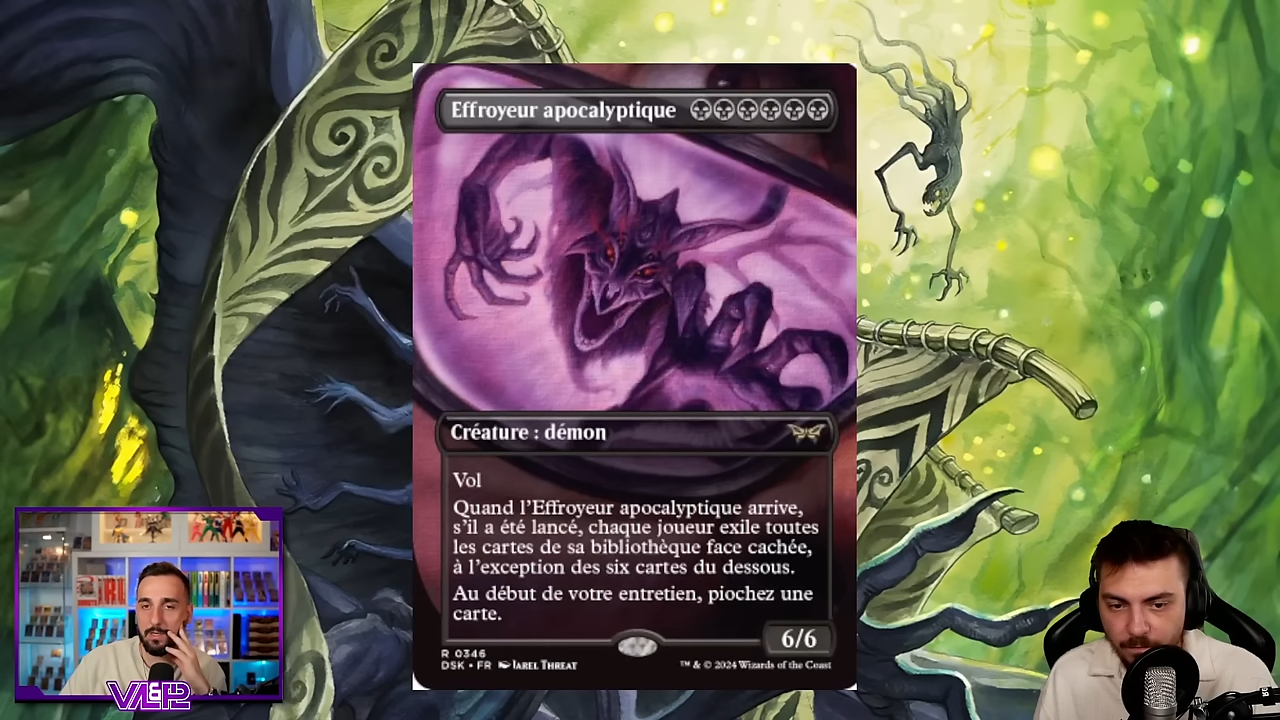 Effroyeur apocalyptique
Créature : démon
Vol
Quand l'Effroyeur apocalyptique arrive,
s'il a été lancé, chaque joueur exile toutes
les cartes de sa bibliothèque face cachée,
à l'exception des six cartes du dessous.
Au début de votre entretien, piochez une
carte.
6/6
R 0346
DSK • FR JAREL THREAT
™ & © 2024 Wizards of the Coast